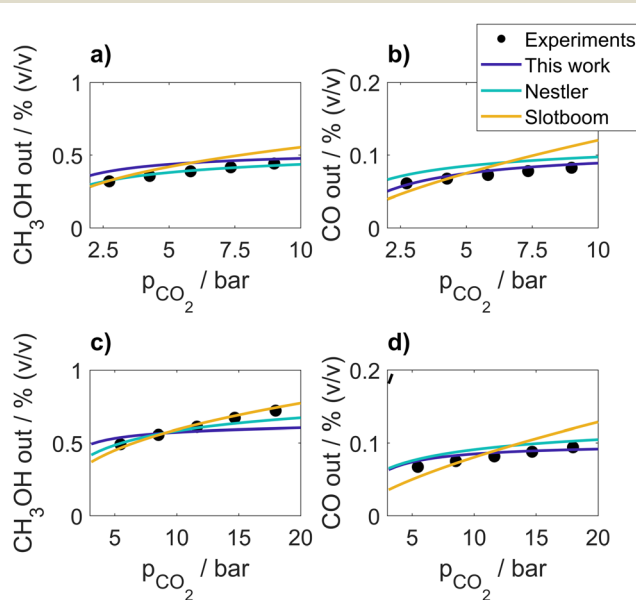 a)
b)
Experiments
This work
Nestler
Slotboom
CH3OH out / % (v/v)
1
0.5
0
2.5
5
7.5
10
pCO2 / bar
CO out / % (v/v)
0.2
0.1
0
2.5
5
7.5
10
pCO2 / bar
c)
d)
CH3OH out / % (v/v)
1
0.5
0
5
10
15
20
pCO2 / bar
CO out / % (v/v)
0.2
0.1
0
5
10
15
20
pCO2 / bar